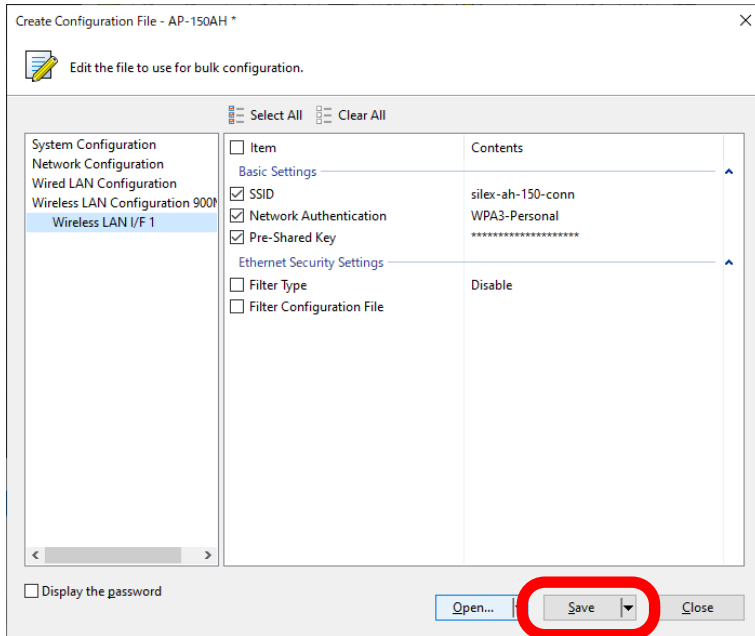 Create Configuration File - AP-150AH *
Edit the file to use for bulk configuration.
Select All Clear All
System Configuration
Network Configuration
Wired LAN Configuration
Wireless LAN Configuration 900
Wireless LAN I/F 1
Item Contents
Basic Settings
SSID silex-ah-150-conn
Network Authentication WPA3-Personal
Pre-Shared Key ********************
Ethernet Security Settings
Filter Type Disable
Filter Configuration File
Display the password
Open... Save Close